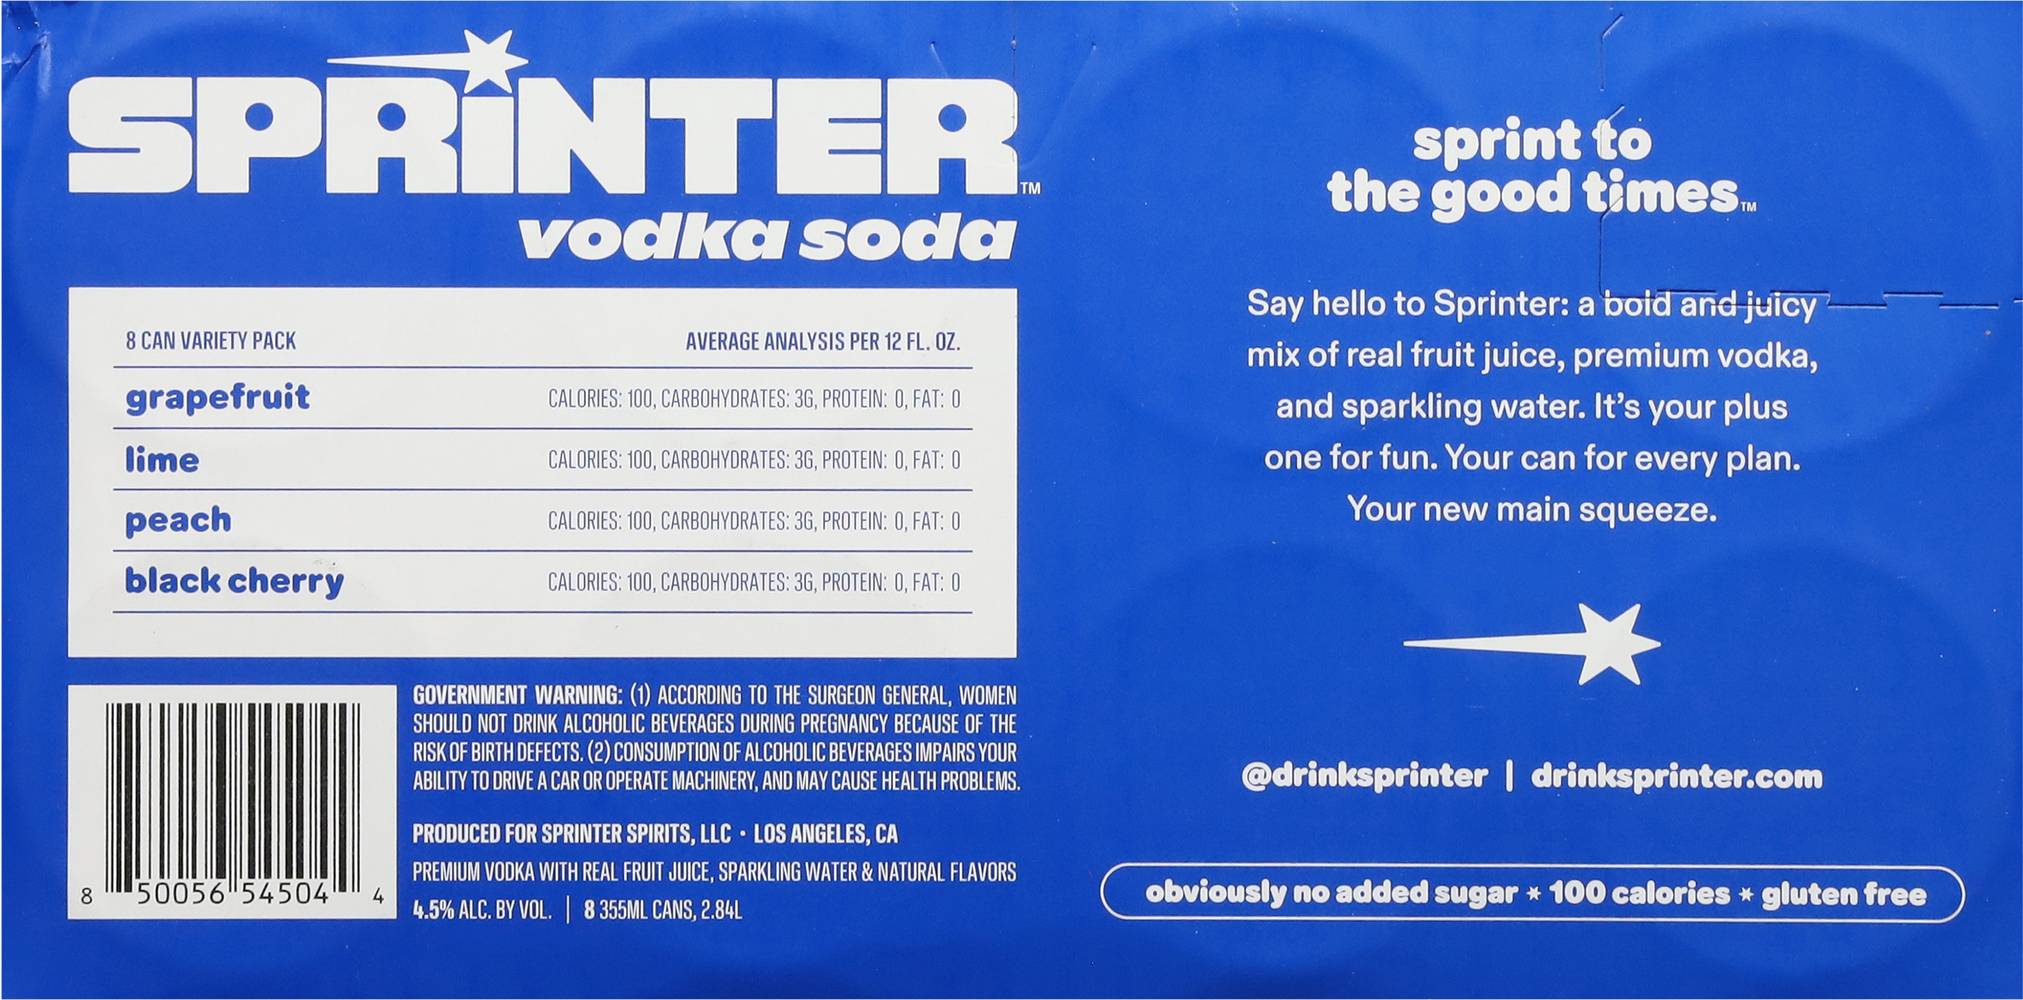 SPRiNTER™
vodka soda
8 CAN VARIETY PACK AVERAGE ANALYSIS PER 12 FL. OZ.
grapefruit CALORIES: 100, CARBOHYDRATES: 3G, PROTEIN: 0, FAT: 0
lime CALORIES: 100, CARBOHYDRATES: 3G, PROTEIN: 0, FAT: 0
peach CALORIES: 100, CARBOHYDRATES: 3G, PROTEIN: 0, FAT: 0
black cherry CALORIES: 100, CARBOHYDRATES: 3G, PROTEIN: 0, FAT: 0
8 50056 54504 4
GOVERNMENT WARNING: (1) ACCORDING TO THE SURGEON GENERAL, WOMEN
SHOULD NOT DRINK ALCOHOLIC BEVERAGES DURING PREGNANCY BECAUSE OF THE
RISK OF BIRTH DEFECTS. (2) CONSUMPTION OF ALCOHOLIC BEVERAGES IMPAIRS YOUR
ABILITY TO DRIVE A CAR OR OPERATE MACHINERY, AND MAY CAUSE HEALTH PROBLEMS.
PRODUCED FOR SPRINTER SPIRITS, LLC • LOS ANGELES, CA
PREMIUM VODKA WITH REAL FRUIT JUICE, SPARKLING WATER & NATURAL FLAVORS
4.5% ALC. BY VOL. | 8 355ML CANS, 2.84L
sprint to
the good times™
Say hello to Sprinter: a bold and juicy
mix of real fruit juice, premium vodka,
and sparkling water. It's your plus
one for fun. Your can for every plan.
Your new main squeeze.
@drinksprinter | drinksprinter.com
obviously no added sugar * 100 calories * gluten free